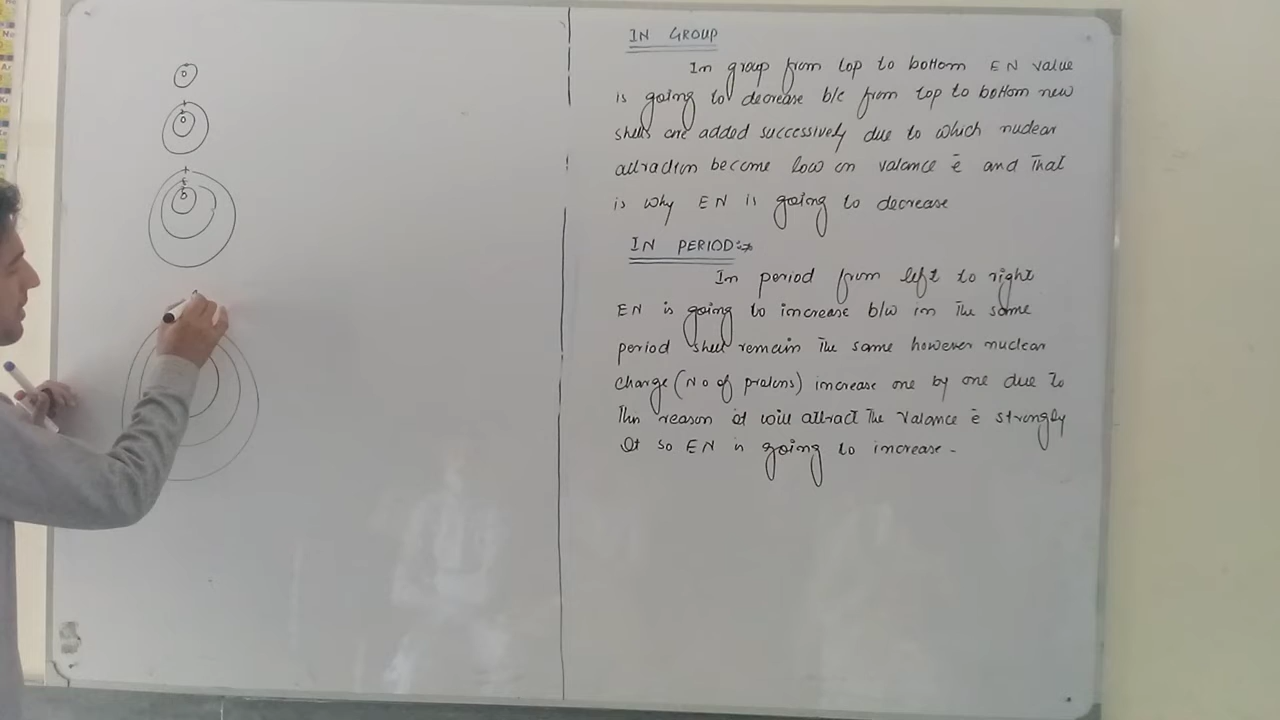 IN GROUP
In group from top to bottom EN value
is going to decrease b/c from top to bottom new
shells are added successively due to which nuclear
attraction become low on valance ē and that
is why EN is going to decrease
IN PERIOD:->
In period from left to right
EN is going to increase b/w in The same
period shell remain The same however nuclear
charge (No of protons) increase one by one due to
This reason it will attract The Valance ē strongly
It so EN is going to increase -
Ar